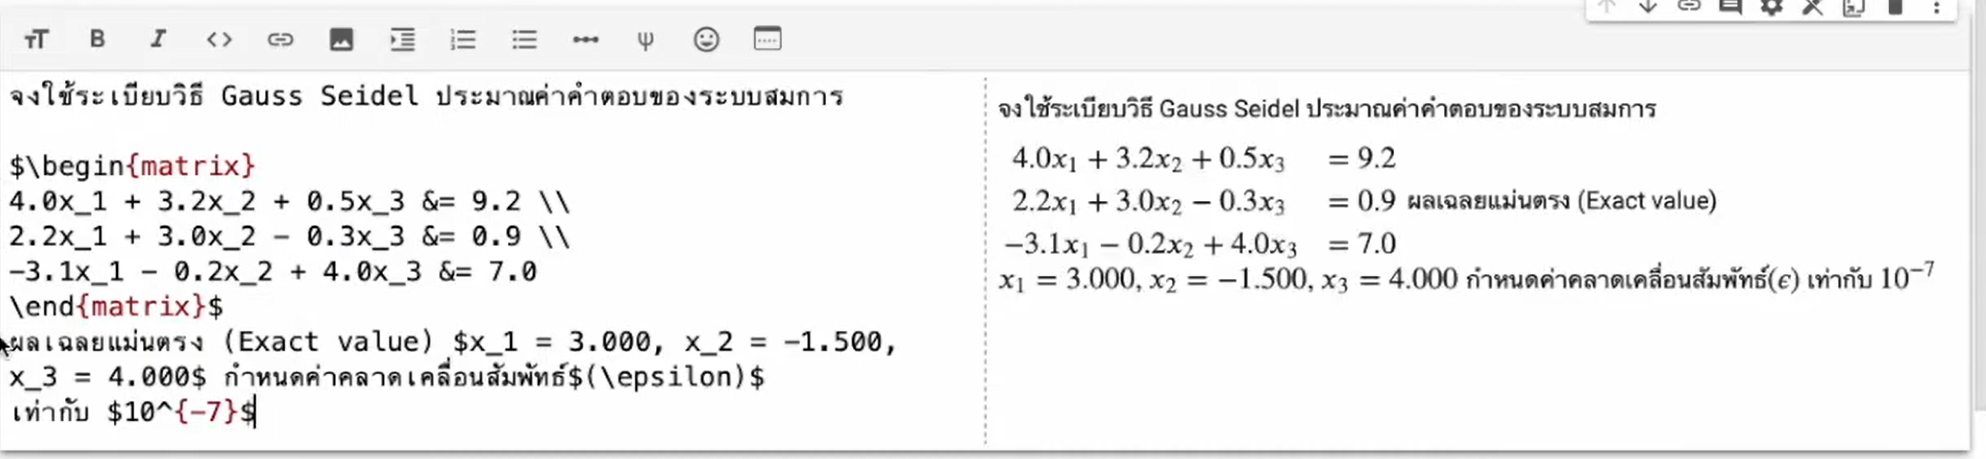 จงใช้ระเบียบวิธี Gauss Seidel ประมาณค่าคำตอบของระบบสมการ
$\begin{matrix}
4.0x_1 + 3.2x_2 + 0.5x_3 &= 9.2 \\
2.2x_1 + 3.0x_2 - 0.3x_3 &= 0.9 \\
-3.1x_1 - 0.2x_2 + 4.0x_3 &= 7.0
\end{matrix}$
ผลเฉลยแม่นตรง (Exact value) $x_1 = 3.000, x_2 = -1.500,
x_3 = 4.000$ กำหนดค่าคลาดเคลื่อนสัมพัทธ์$(\epsilon)$
เท่ากับ $10^{-7}$
จงใช้ระเบียบวิธี Gauss Seidel ประมาณค่าคำตอบของระบบสมการ
4.0x₁ + 3.2x₂ + 0.5x₃ = 9.2
2.2x₁ + 3.0x₂ − 0.3x₃ = 0.9 ผลเฉลยแม่นตรง (Exact value)
−3.1x₁ − 0.2x₂ + 4.0x₃ = 7.0
x₁ = 3.000, x₂ = −1.500, x₃ = 4.000 กำหนดค่าคลาดเคลื่อนสัมพัทธ์(ϵ) เท่ากับ 10⁻⁷